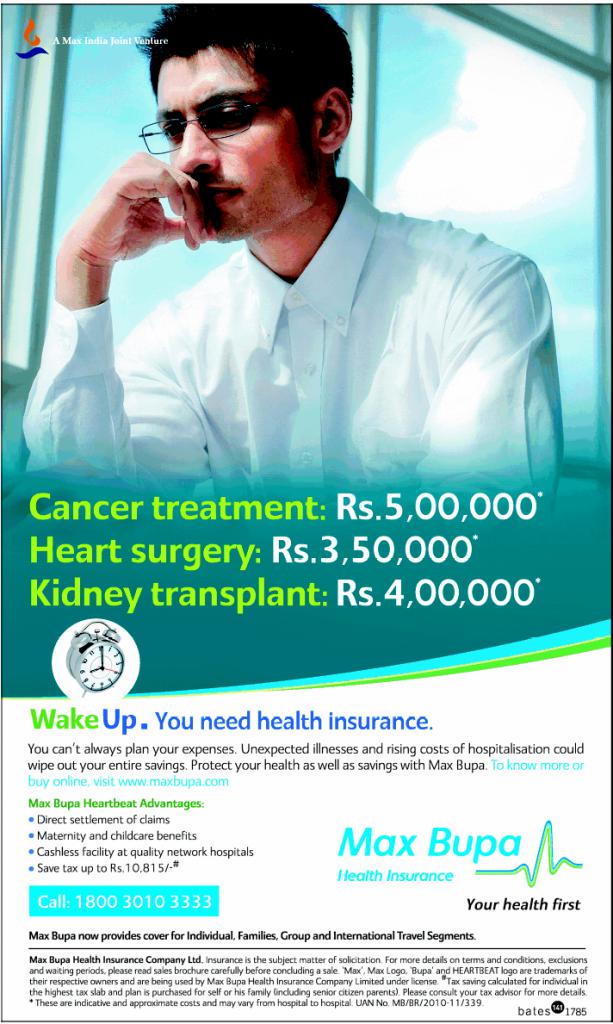 A Max India Joint Venture
Cancer treatment: Rs.5,00,000*
Heart surgery: Rs.3,50,000*
Kidney transplant: Rs.4,00,000*
Wake Up. You need health insurance.
You can't always plan your expenses. Unexpected illnesses and rising costs of hospitalisation could
wipe out your entire savings. Protect your health as well as savings with Max Bupa. To know more or
buy online, visit www.maxbupa.com
Max Bupa Heartbeat Advantages:
• Direct settlement of claims
• Maternity and childcare benefits
• Cashless facility at quality network hospitals
• Save tax up to Rs.10,815/-#
Call: 1800 3010 3333
Max Bupa
Health Insurance
Your health first
Max Bupa now provides cover for Individual, Families, Group and International Travel Segments.
Max Bupa Health Insurance Company Ltd. Insurance is the subject matter of solicitation. For more details on terms and conditions, exclusions
and waiting periods, please read sales brochure carefully before concluding a sale. 'Max', Max Logo, 'Bupa' and HEARTBEAT logo are trademarks of
their respective owners and are being used by Max Bupa Health Insurance Company Limited under license. #Tax saving calculated for individual in
the highest tax slab and plan is purchased for self or his family (including senior citizen parents). Please consult your tax advisor for more details.
* These are indicative and approximate costs and may vary from hospital to hospital. UAN No. MB/BR/2010-11/339.
bates 141 1785